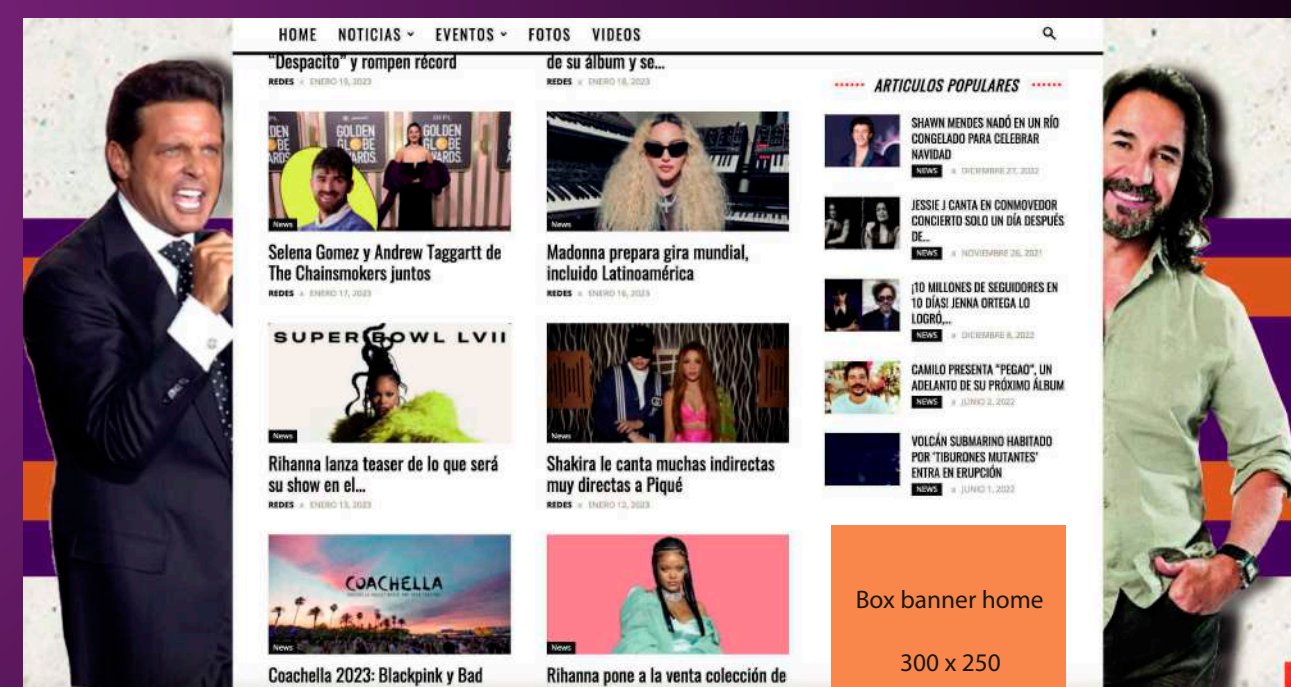 HOME NOTICIAS EVENTOS FOTOS VIDEOS
"Despacito" y rompen récord
REDES x ENERO 19, 2023
de su álbum y se...
REDES x ENERO 18, 2023
GOLDEN GLOBE AWARDS
GOLDEN GLOBE AWARDS
News
Selena Gomez y Andrew Taggartt de
The Chainsmokers juntos
REDES x ENERO 17, 2023
News
Madonna prepara gira mundial,
incluido Latinoamérica
REDES x ENERO 16, 2023
SUPER BOWL LVII
News
Rihanna lanza teaser de lo que será
su show en el...
REDES x ENERO 13, 2023
News
Shakira le canta muchas indirectas
muy directas a Piqué
REDES x ENERO 12, 2023
COACHELLA
News
Coachella 2023: Blackpink y Bad
News
Rihanna pone a la venta colección de
ARTICULOS POPULARES
SHAWN MENDES NADÓ EN UN RÍO
CONGELADO PARA CELEBRAR
NAVIDAD
NEWS x DICIEMBRE 27, 2022
JESSIE J CANTA EN CONMOVEDOR
CONCIERTO SOLO UN DÍA DESPUÉS
DE...
NEWS x NOVIEMBRE 26, 2021
¡10 MILLONES DE SEGUIDORES EN
10 DÍAS! JENNA ORTEGA LO
LOGRÓ,...
NEWS x DICIEMBRE 8, 2022
CAMILO PRESENTA "PEGAO", UN
ADELANTO DE SU PRÓXIMO ÁLBUM
NEWS x JUNIO 2, 2022
VOLCÁN SUBMARINO HABITADO
POR 'TIBURONES MUTANTES'
ENTRA EN ERUPCIÓN
NEWS x JUNIO 1, 2022
Box banner home
300 x 250